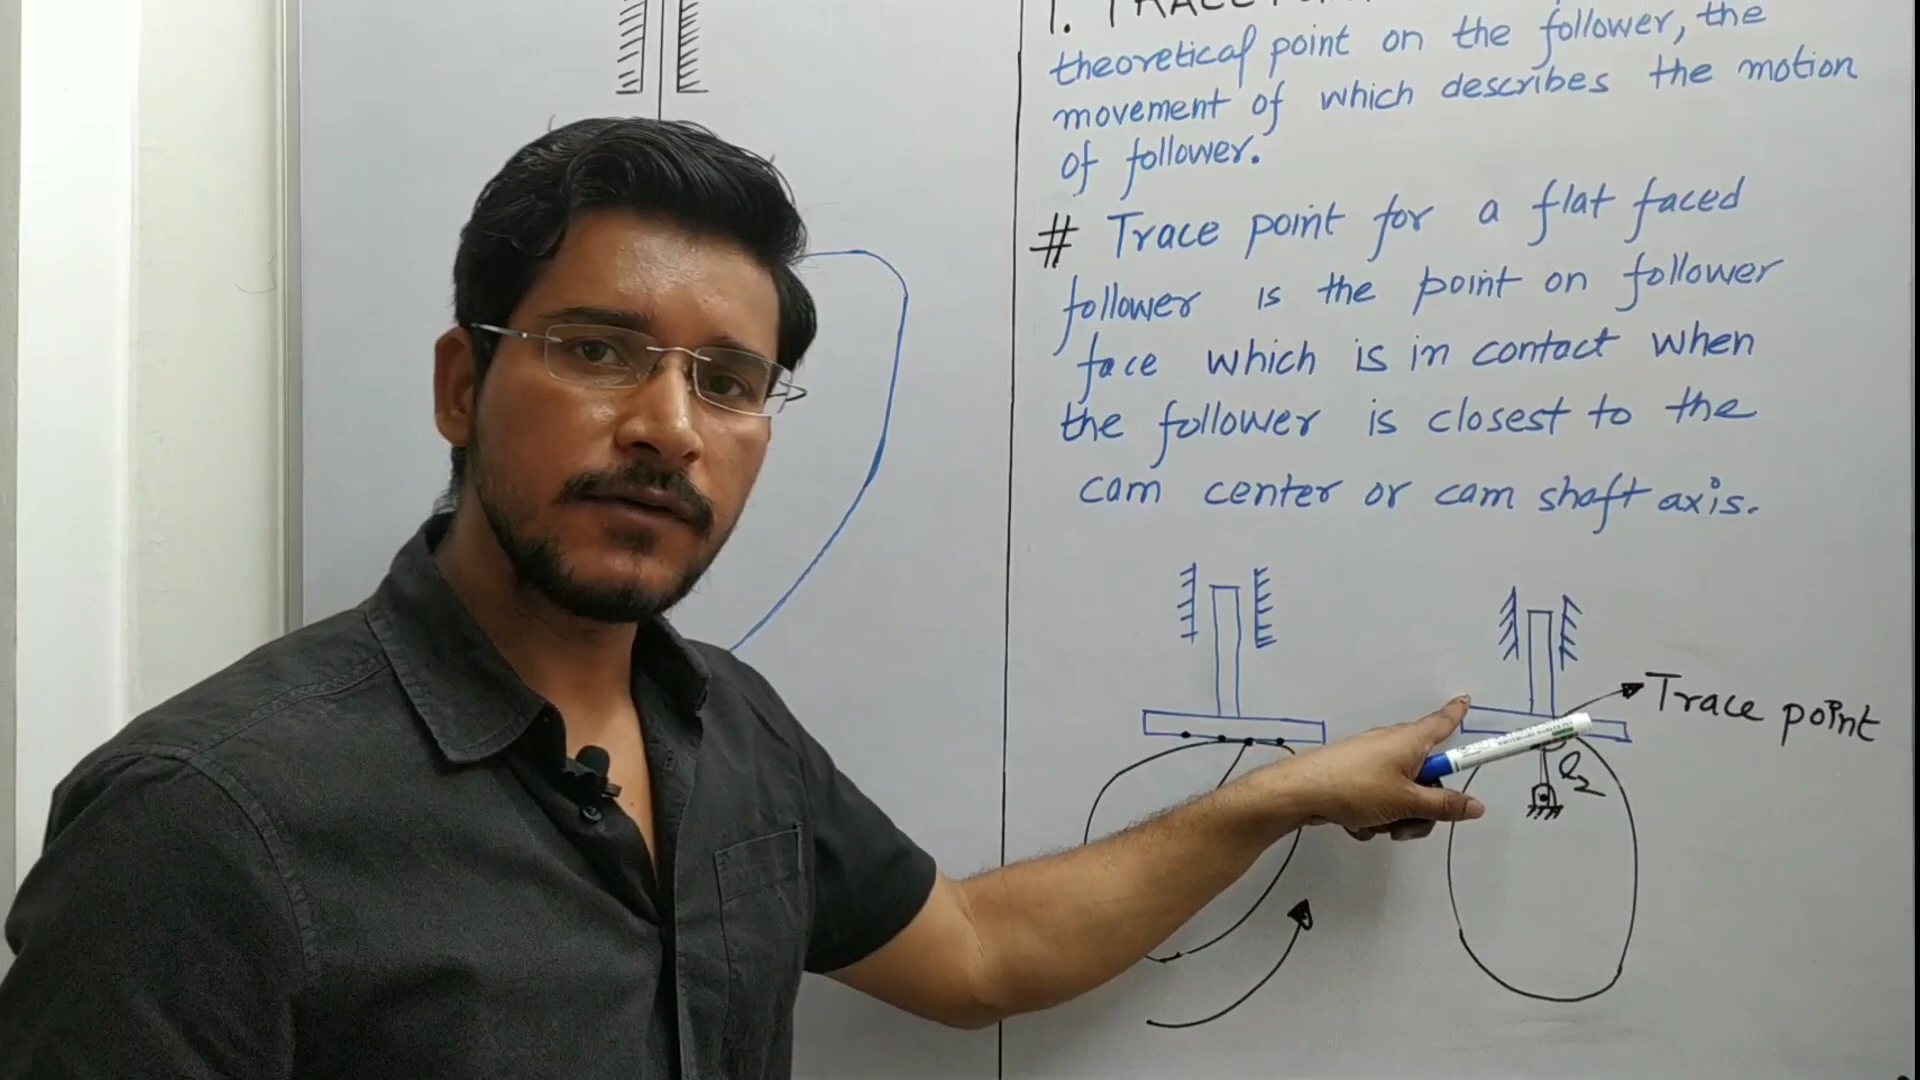 1. TRACE
theoretical point on the follower, the
movement of which describes the motion
of follower.
# Trace point for a flat faced
follower is the point on follower
face which is in contact when
the follower is closest to the
cam center or cam shaft axis.
Trace point